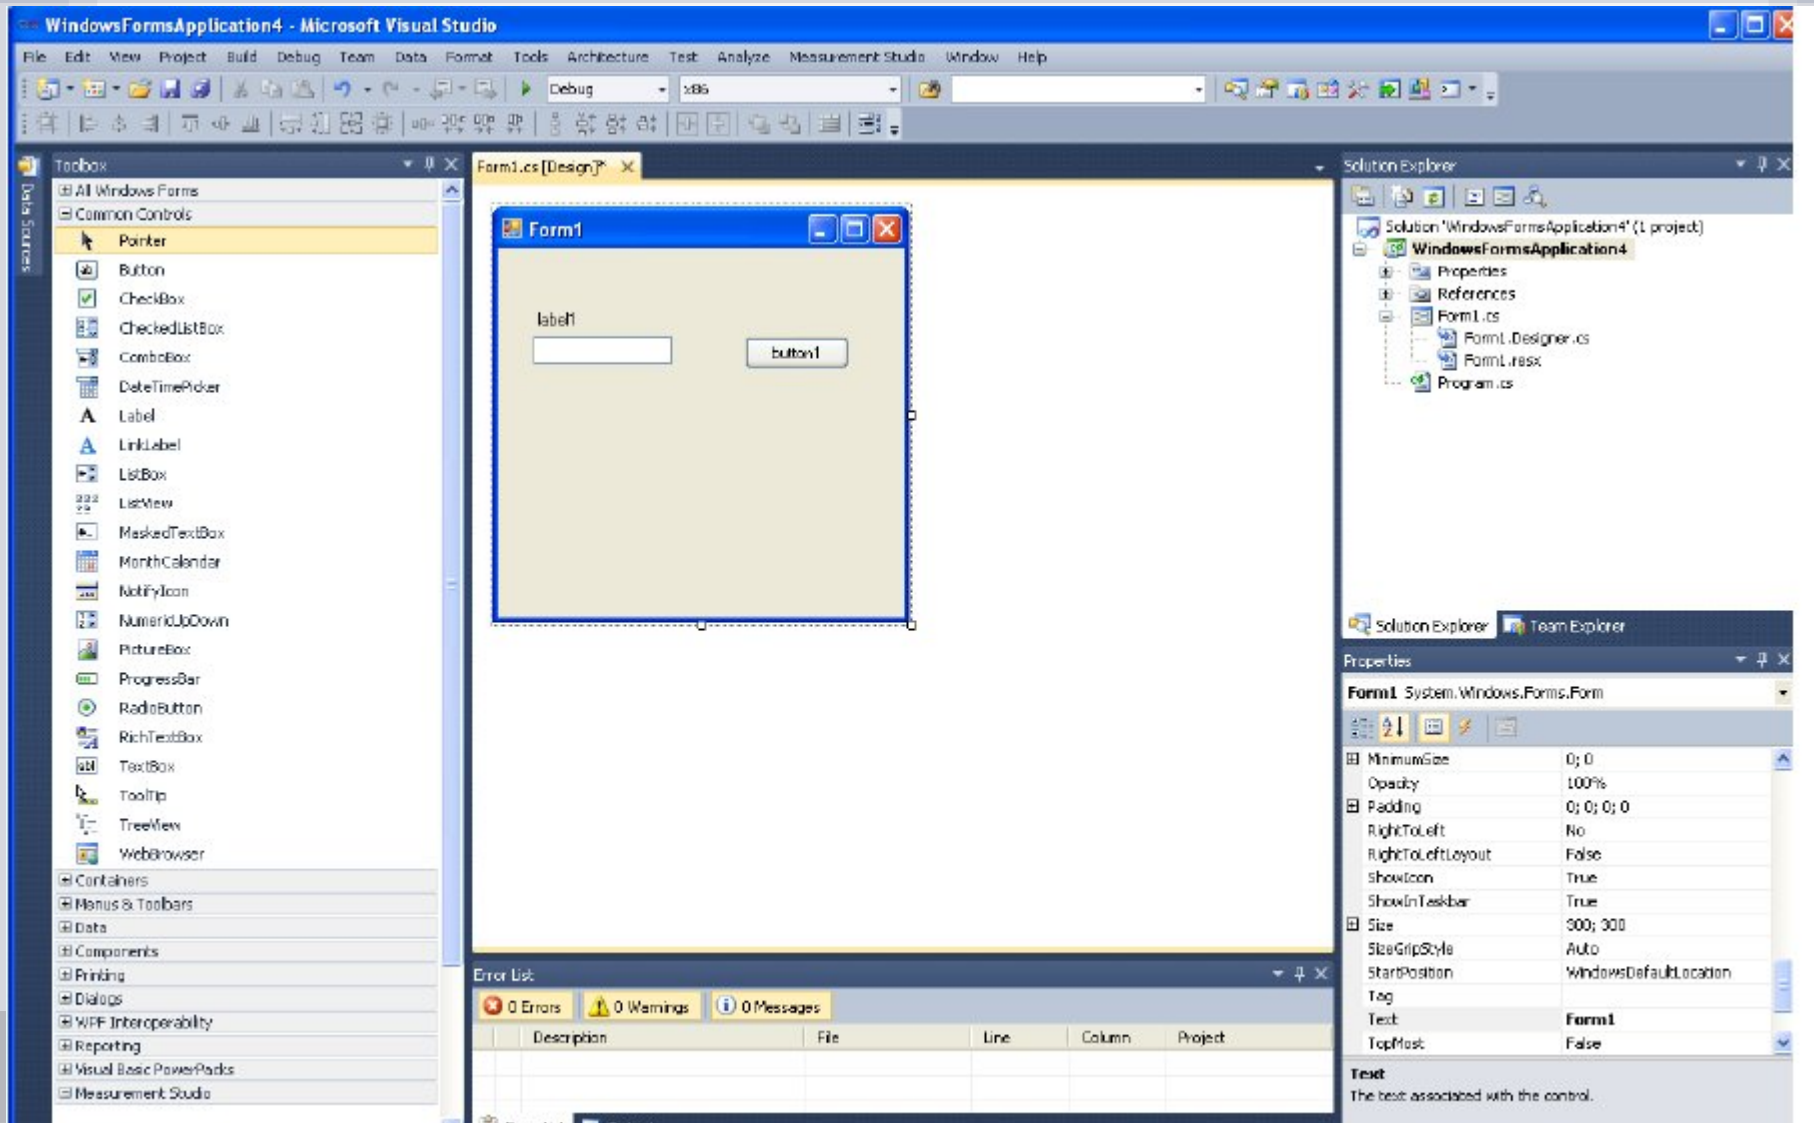 WindowsFormsApplication4 - Microsoft Visual Studio
File Edit View Project Build Debug Team Data Format Tools Architecture Test Analyze Measurement Studio Window Help
Debug x86
Data Sources
Toolbox
All Windows Forms
Common Controls
Pointer
Button
CheckBox
CheckedListBox
ComboBox
DateTimePicker
Label
LinkLabel
ListBox
ListView
MaskedTextBox
MonthCalendar
NotifyIcon
NumericUpDown
PictureBox
ProgressBar
RadioButton
RichTextBox
TextBox
ToolTip
TreeView
WebBrowser
Containers
Menus & Toolbars
Data
Components
Printing
Dialogs
WPF Interoperability
Reporting
Visual Basic PowerPacks
Measurement Studio
Form1.cs [Design]*
Form1
label1
button1
Error List
0 Errors 0 Warnings 0 Messages
Description File Line Column Project
Solution Explorer
Solution 'WindowsFormsApplication4' (1 project)
WindowsFormsApplication4
Properties
References
Form1.cs
Form1.Designer.cs
Form1.resx
Program.cs
Solution Explorer Team Explorer
Properties
Form1 System.Windows.Forms.Form
MinimumSize 0; 0
Opacity 100%
Padding 0; 0; 0; 0
RightToLeft No
RightToLeftLayout False
ShowIcon True
ShowInTaskbar True
Size 300; 300
SizeGripStyle Auto
StartPosition WindowsDefaultLocation
Tag
Text Form1
TopMost False
Text
The text associated with the control.